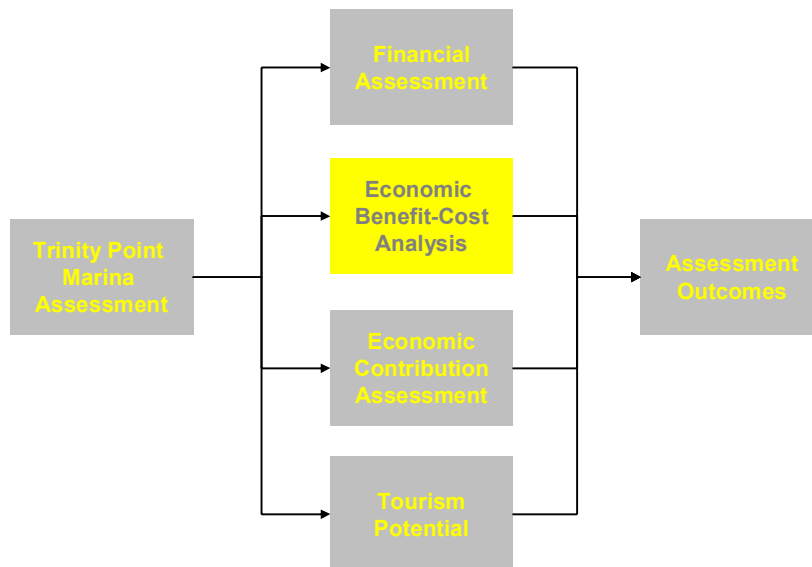 Financial
Assessment
Economic
Benefit-Cost
Analysis
Trinity Point
Marina
Assessment
Assessment
Outcomes
Economic
Contribution
Assessment
Tourism
Potential